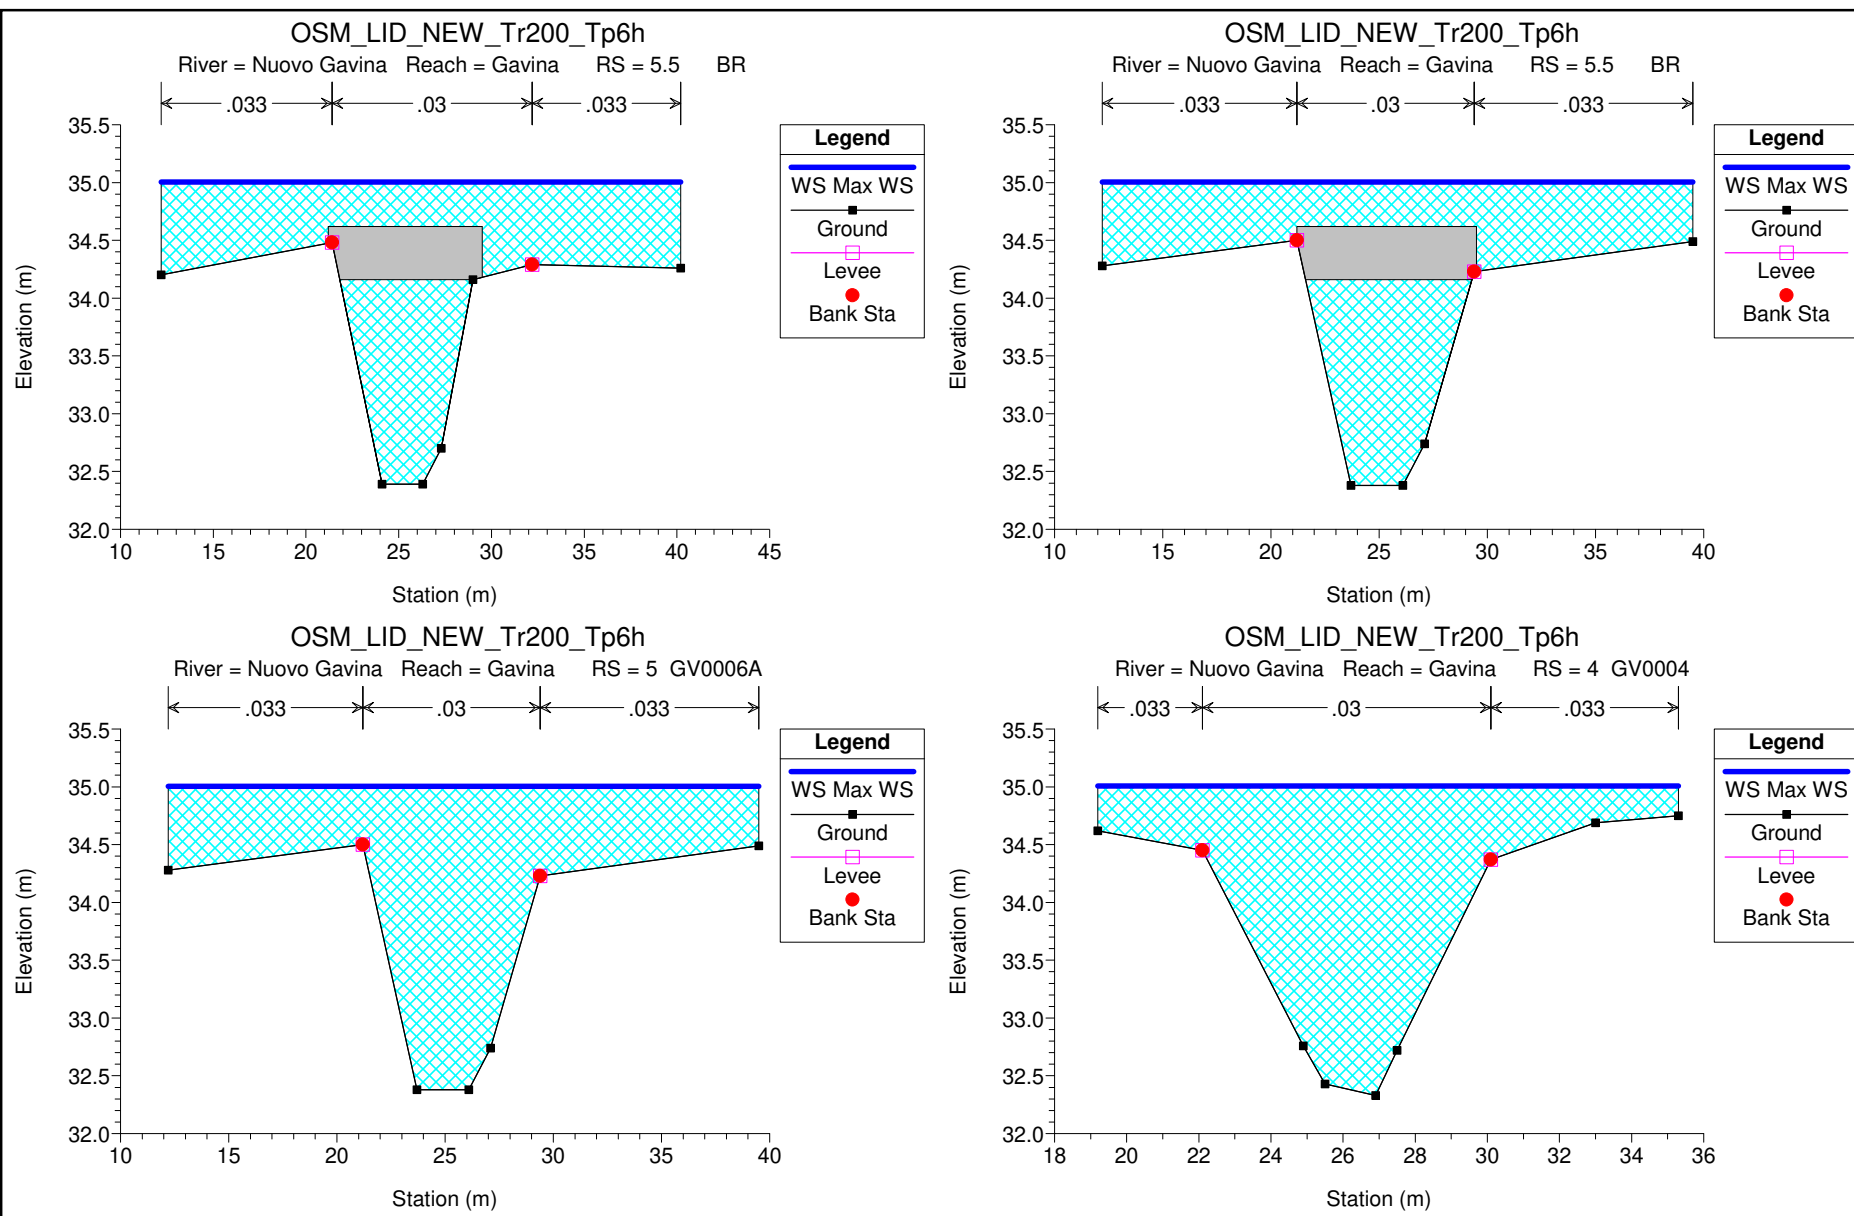 OSM_LID_NEW_Tr200_Tp6h
River = Nuovo Gavina Reach = Gavina RS = 5.5 BR
.033 .03 .033
35.5
35.0
34.5
34.0
33.5
33.0
32.5
32.0
Elevation (m)
10 15 20 25 30 35 40 45
Station (m)
Legend
WS Max WS
Ground
Levee
Bank Sta
OSM_LID_NEW_Tr200_Tp6h
River = Nuovo Gavina Reach = Gavina RS = 5.5 BR
.033 .03 .033
35.5
35.0
34.5
34.0
33.5
33.0
32.5
32.0
Elevation (m)
10 15 20 25 30 35 40
Station (m)
Legend
WS Max WS
Ground
Levee
Bank Sta
OSM_LID_NEW_Tr200_Tp6h
River = Nuovo Gavina Reach = Gavina RS = 5 GV0006A
.033 .03 .033
35.5
35.0
34.5
34.0
33.5
33.0
32.5
32.0
Elevation (m)
10 15 20 25 30 35 40
Station (m)
Legend
WS Max WS
Ground
Levee
Bank Sta
OSM_LID_NEW_Tr200_Tp6h
River = Nuovo Gavina Reach = Gavina RS = 4 GV0004
.033 .03 .033
35.5
35.0
34.5
34.0
33.5
33.0
32.5
32.0
Elevation (m)
18 20 22 24 26 28 30 32 34 36
Station (m)
Legend
WS Max WS
Ground
Levee
Bank Sta